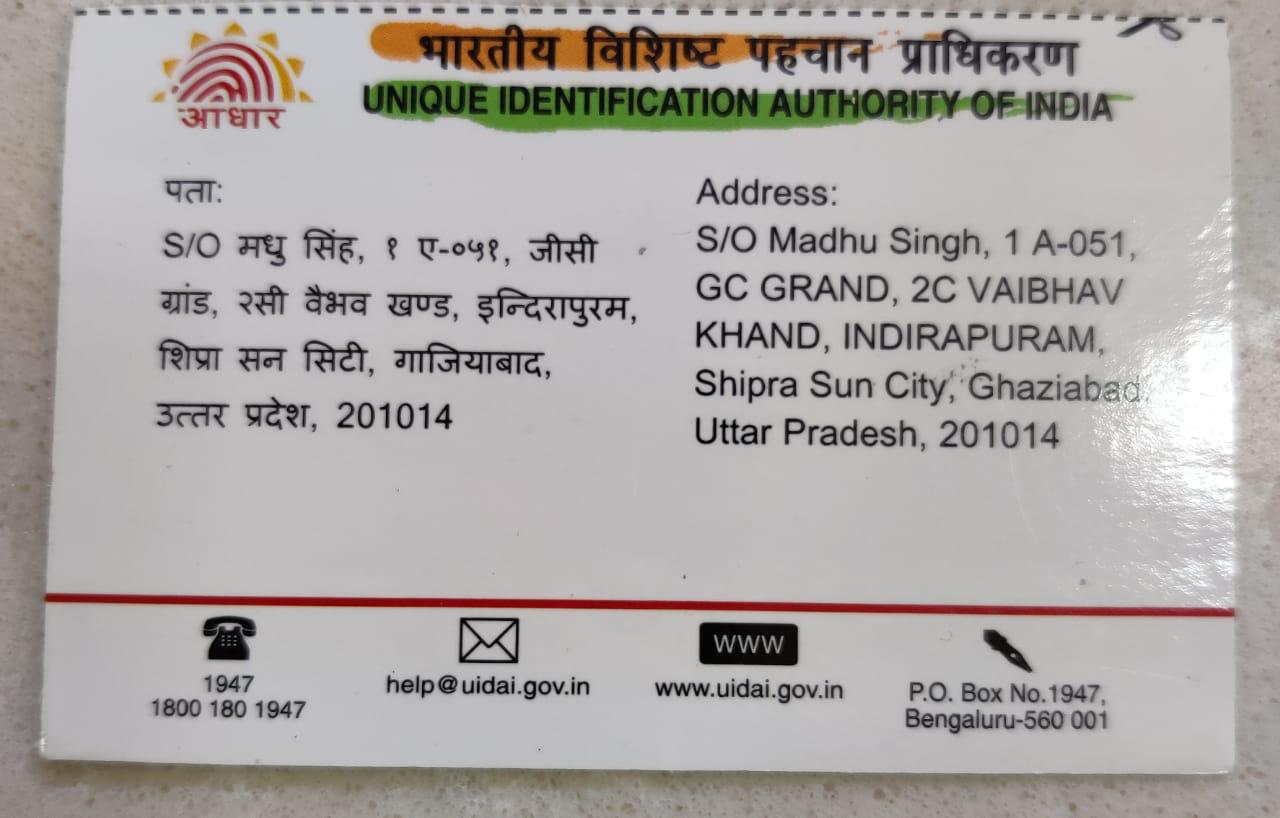 आधार
भारतीय विशिष्ट पहचान प्राधिकरण
UNIQUE IDENTIFICATION AUTHORITY OF INDIA
पता:
S/O मधु सिंह, १ ए-०५१, जीसी
ग्रांड, २सी वैभव खण्ड, इन्दिरापुरम,
शिप्रा सन सिटी, गाजियाबाद,
उत्तर प्रदेश, 201014
Address:
S/O Madhu Singh, 1 A-051,
GC GRAND, 2C VAIBHAV
KHAND, INDIRAPURAM,
Shipra Sun City, Ghaziabad,
Uttar Pradesh, 201014
1947
1800 180 1947
help@uidai.gov.in
WWW
www.uidai.gov.in
P.O. Box No.1947,
Bengaluru-560 001